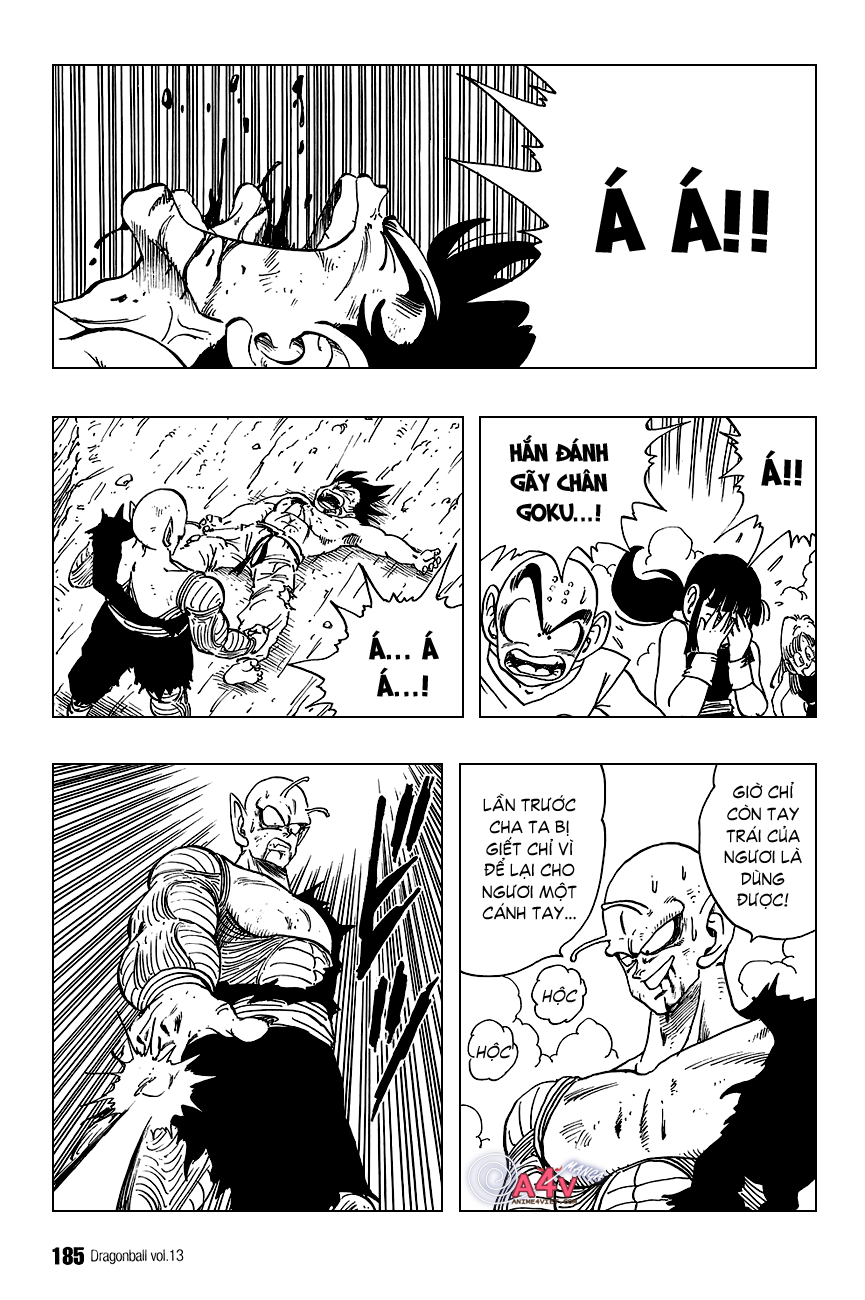 Á Á!!
Á!!
HẮN ĐÁNH
GÃY CHÂN
GOKU...!
Á... Á
Á...!
GIỜ CHỈ
CÒN TAY
TRÁI CỦA
NGƯƠI LÀ
DÙNG
ĐƯỢC!
LẦN TRƯỚC
CHA TA BỊ
GIẾT CHỈ VÌ
ĐỂ LẠI CHO
NGƯƠI MỘT
CÁNH TAY...
HỘC
HỘC
A4V
MANGA
185 Dragonball vol.13